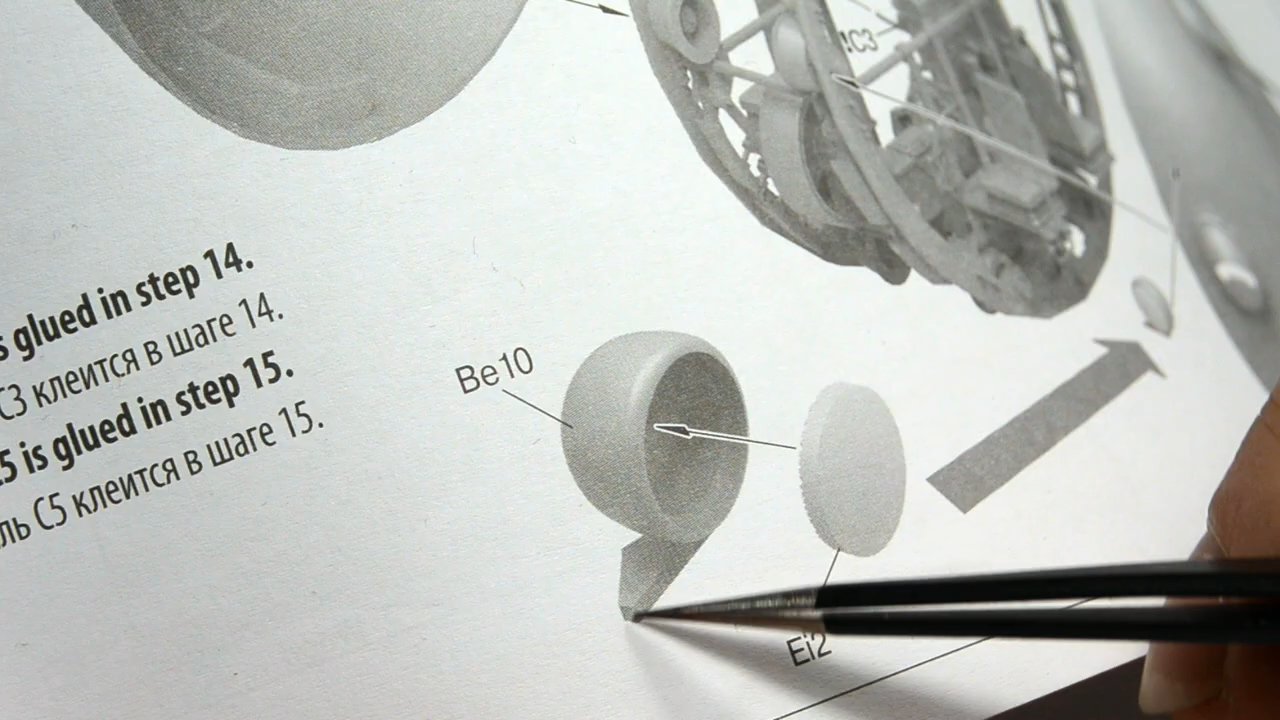 !C3
s glued in step 14.
C3 клеится в шаге 14.
5 is glued in step 15.
ль C5 клеится в шаге 15.
Be10
Ei2